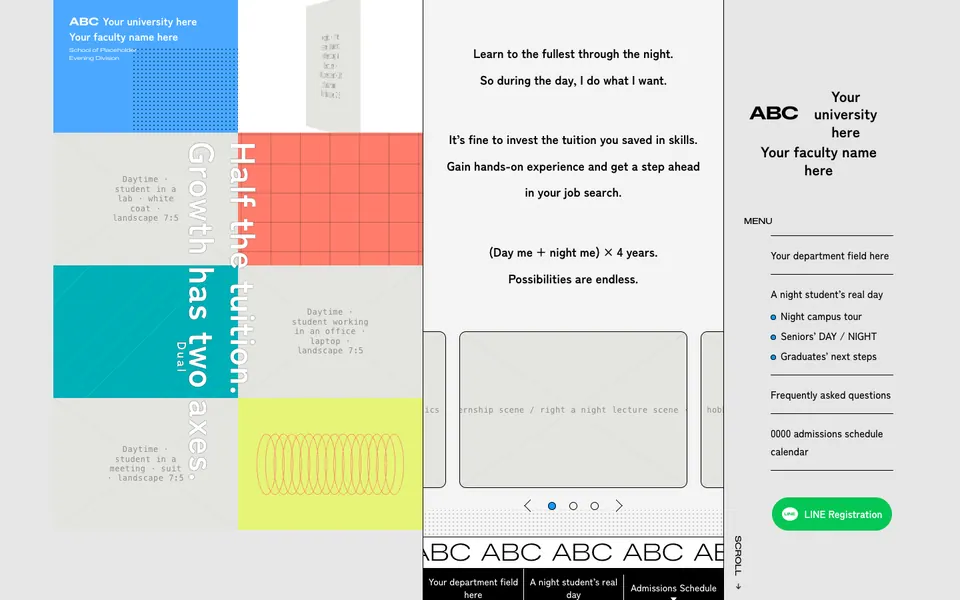 ABC Your university here
Your faculty name here
School of Placeholder
Evening Division
Daytime ·
student in a
lab · white
coat ·
landscape 7:5
Half the tuition.
Growth has two axes.
Dual
Daytime ·
student working
in an office ·
laptop ·
landscape 7:5
Daytime ·
student in a
meeting · suit
· landscape 7:5
Learn to the fullest through the night.
So during the day, I do what I want.
It's fine to invest the tuition you saved in skills.
Gain hands-on experience and get a step ahead
in your job search.
(Day me + night me) × 4 years.
Possibilities are endless.
ernship scene / right a night lecture scene ·
ABC ABC ABC ABC AB
Your department field
here
A night student's real
day
Admissions Schedule
ABC
Your
university
here
Your faculty name
here
MENU
Your department field here
A night student's real day
Night campus tour
Seniors' DAY / NIGHT
Graduates' next steps
Frequently asked questions
0000 admissions schedule
calendar
LINE LINE Registration
SCROLL →